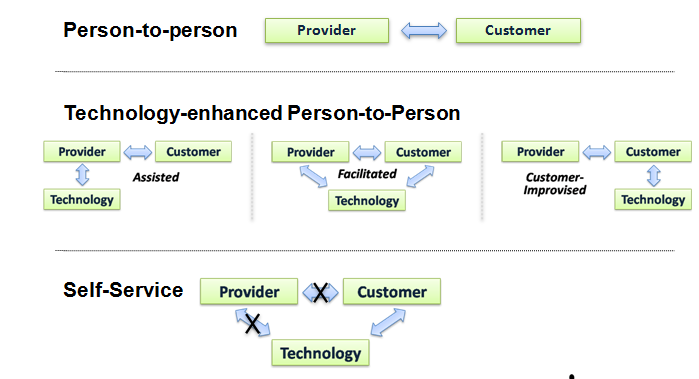 Person-to-person
Provider
Customer
Technology-enhanced Person-to-Person
Provider
Customer
Assisted
Technology
Provider
Customer
Facilitated
Technology
Provider
Customer
Customer-
Improvised
Technology
Self-Service
Provider
X
Customer
X
Technology